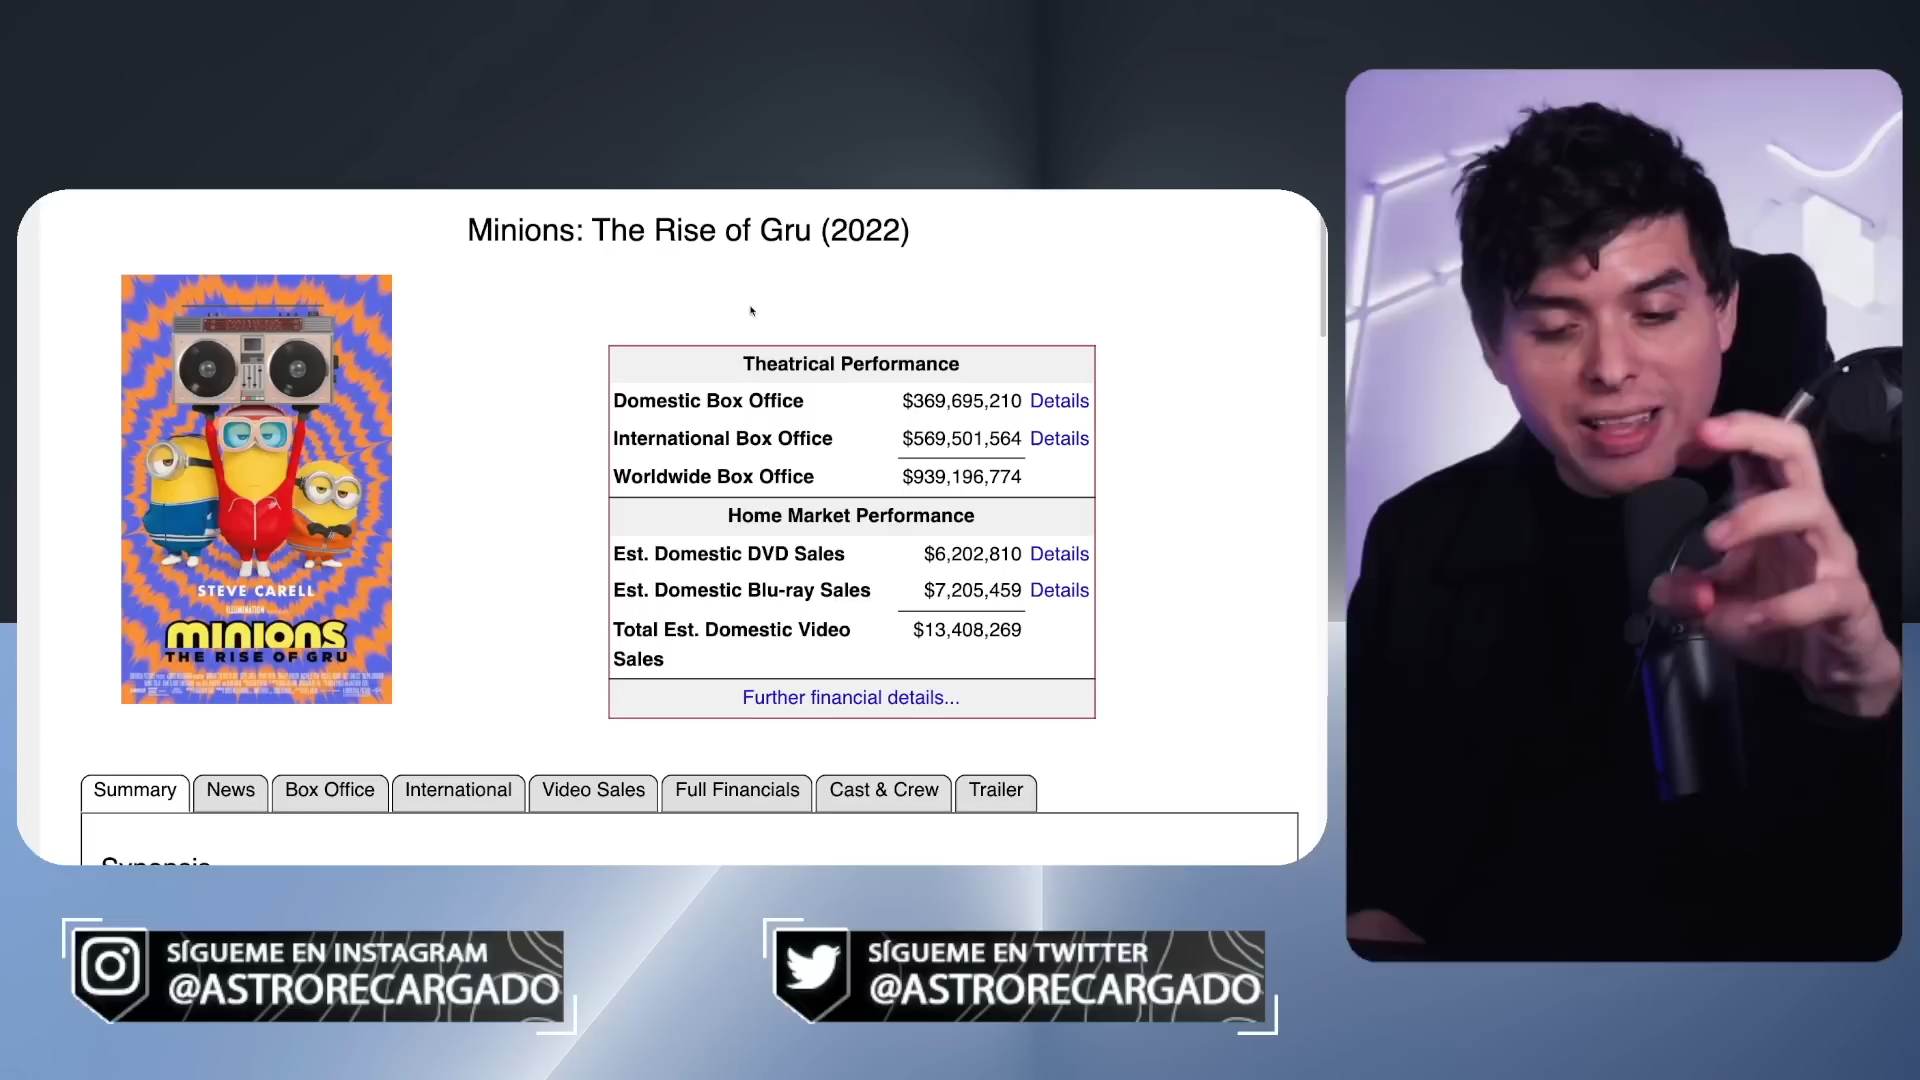 Minions: The Rise of Gru (2022)
STEVE CARELL
ILLUMINATION
MINIONS
THE RISE OF GRU
Theatrical Performance
Domestic Box Office $369,695,210 Details
International Box Office $569,501,564 Details
Worldwide Box Office $939,196,774
Home Market Performance
Est. Domestic DVD Sales $6,202,810 Details
Est. Domestic Blu-ray Sales $7,205,459 Details
Total Est. Domestic Video $13,408,269
Sales
Further financial details...
Summary News Box Office International Video Sales Full Financials Cast & Crew Trailer
Synopsis
SÍGUEME EN INSTAGRAM
@ASTRORECARGADO
SÍGUEME EN TWITTER
@ASTRORECARGADO